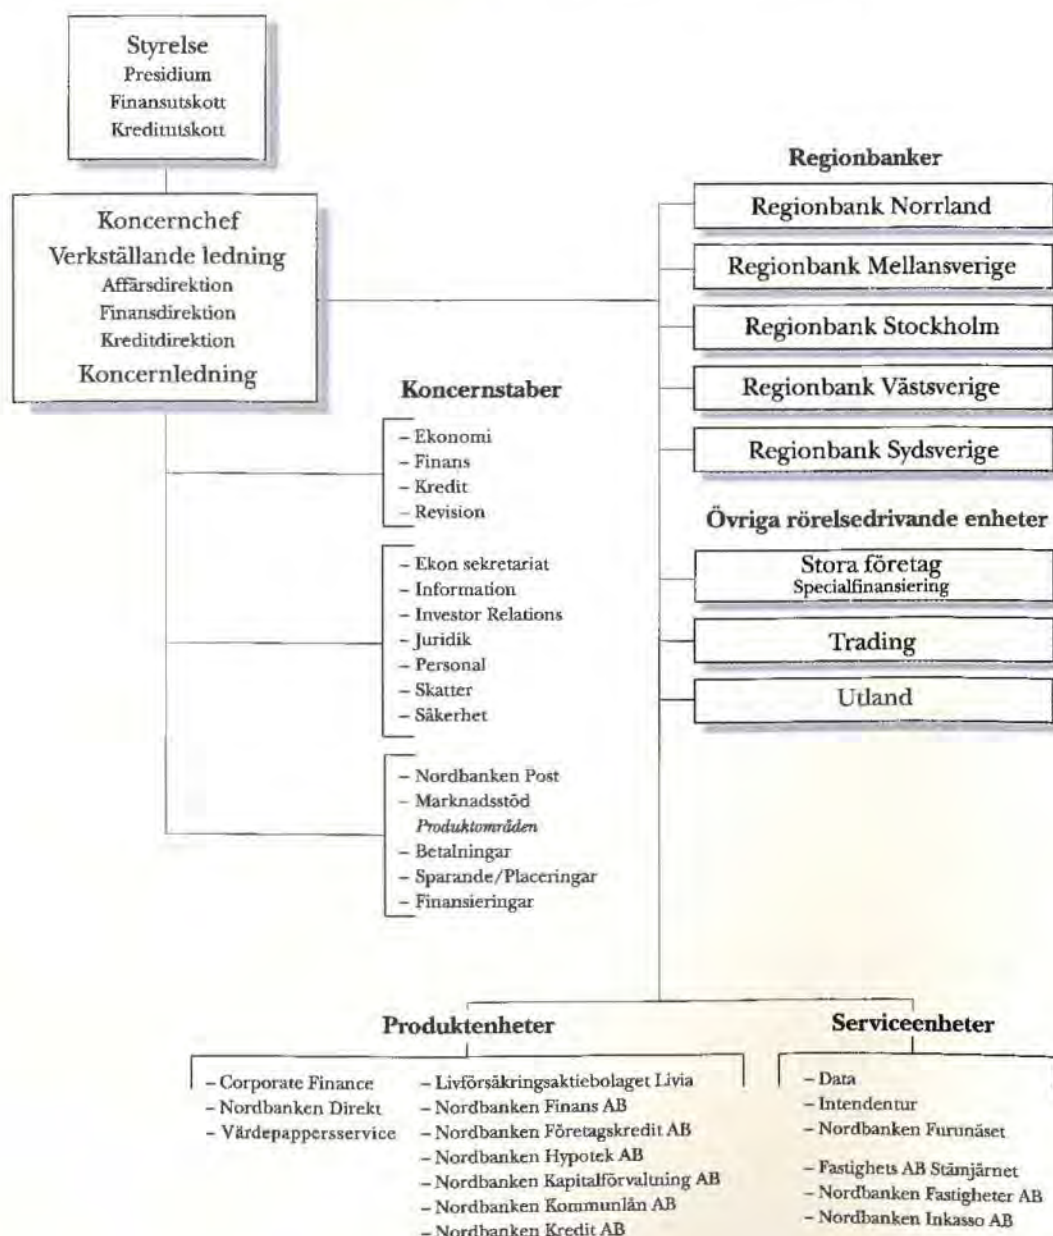 Styrelse
Presidium
Finansutskott
Kreditutskott
Koncernchef
Verkställande ledning
Affärsdirektion
Finansdirektion
Kreditdirektion
Koncernledning
Koncernstaber
– Ekonomi
– Finans
– Kredit
– Revision
– Ekon sekretariat
– Information
– Investor Relations
– Juridik
– Personal
– Skatter
– Säkerhet
– Nordbanken Post
– Marknadsstöd
Produktområden
– Betalningar
– Sparande/Placeringar
– Finansieringar
Regionbanker
Regionbank Norrland
Regionbank Mellansverige
Regionbank Stockholm
Regionbank Västsverige
Regionbank Sydsverige
Övriga rörelsedrivande enheter
Stora företag
Specialfinansiering
Trading
Utland
Produktenheter
– Corporate Finance
– Nordbanken Direkt
– Värdepappersservice
– Livförsäkringsaktiebolaget Livia
– Nordbanken Finans AB
– Nordbanken Företagskredit AB
– Nordbanken Hypotek AB
– Nordbanken Kapitalförvaltning AB
– Nordbanken Kommunlån AB
– Nordbanken Kredit AB
Serviceenheter
– Data
– Intendentur
– Nordbanken Furunäset
– Fastighets AB Stämjärnet
– Nordbanken Fastigheter AB
– Nordbanken Inkasso AB